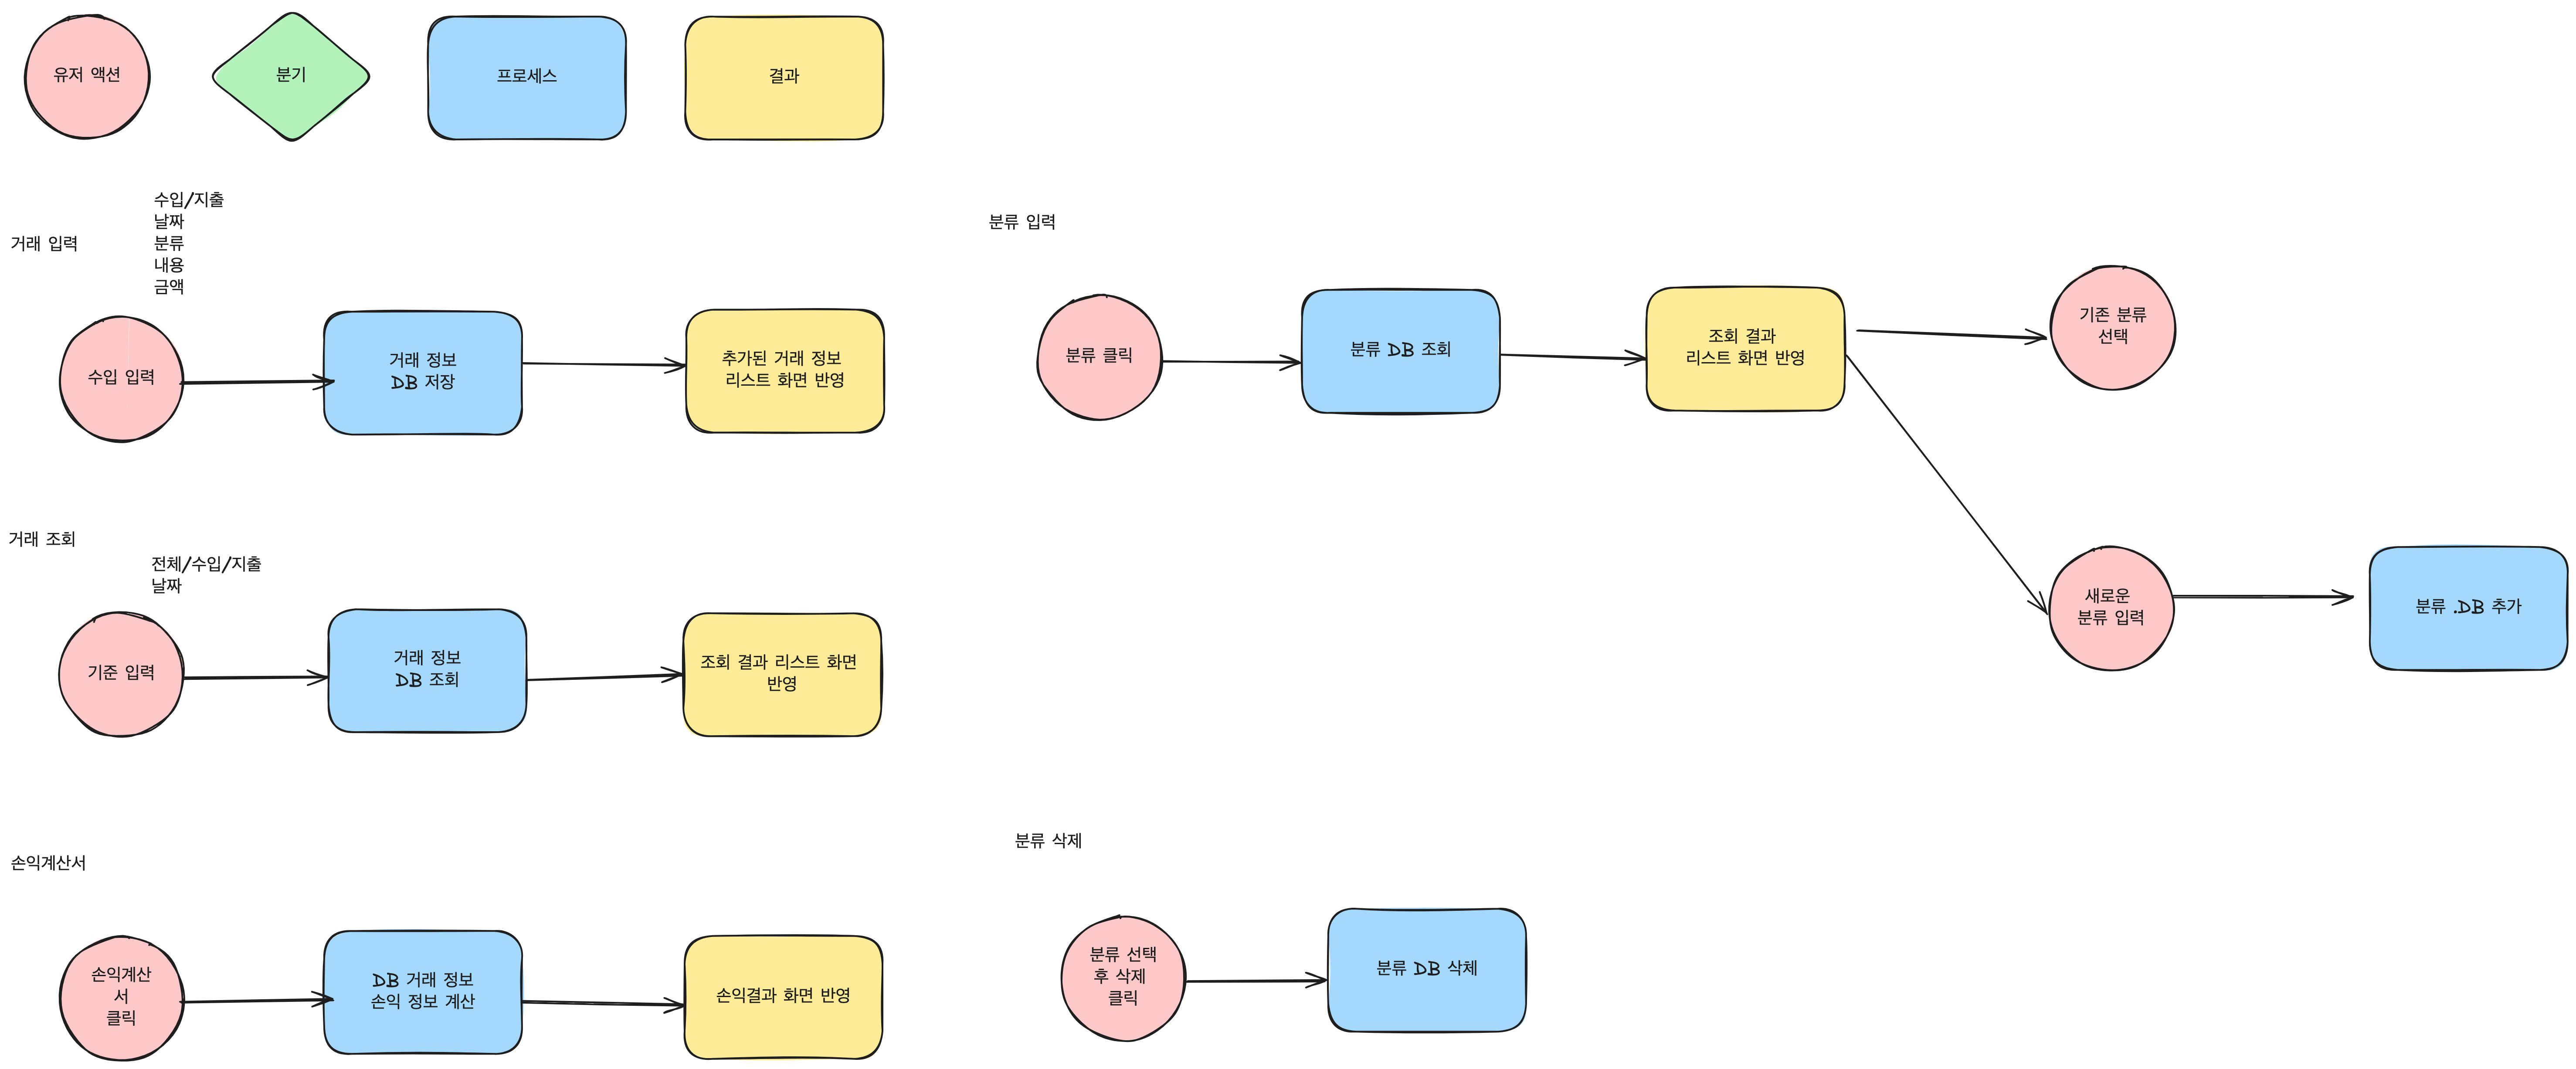 유저 액션
분기
프로세스
결과
거래 입력
수입/지출
날짜
분류
내용
금액
수입 입력
거래 정보
DB 저장
추가된 거래 정보
리스트 화면 반영
거래 조회
전체/수입/지출
날짜
기준 입력
거래 정보
DB 조회
조회 결과 리스트 화면
반영
손익계산서
손익계산
서
클릭
DB 거래 정보
손익 정보 계산
손익결과 화면 반영
분류 입력
분류 클릭
분류 DB 조회
조회 결과
리스트 화면 반영
기존 분류
선택
새로운
분류 입력
분류 .DB 추가
분류 삭제
분류 선택
후 삭제
클릭
분류 DB 삭제